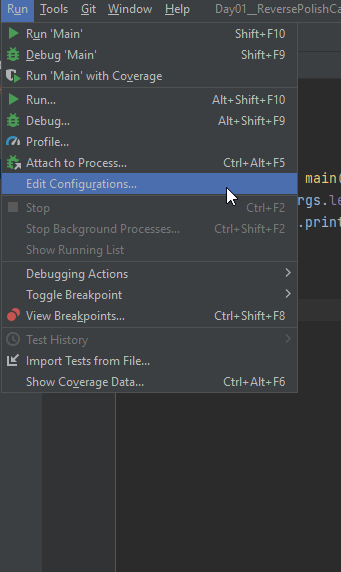 Run Tools Git Window Help Day01__ReversePolishCa
Run 'Main' Shift+F10
Debug 'Main' Shift+F9
Run 'Main' with Coverage
Run... Alt+Shift+F10
Debug... Alt+Shift+F9
Profile...
Attach to Process... Ctrl+Alt+F5
main(
Edit Configurations...
rgs.le
Stop Ctrl+F2
.print
Stop Background Processes... Ctrl+Shift+F2
Show Running List
Debugging Actions
Toggle Breakpoint
View Breakpoints... Ctrl+Shift+F8
Test History
Import Tests from File...
Show Coverage Data... Ctrl+Alt+F6